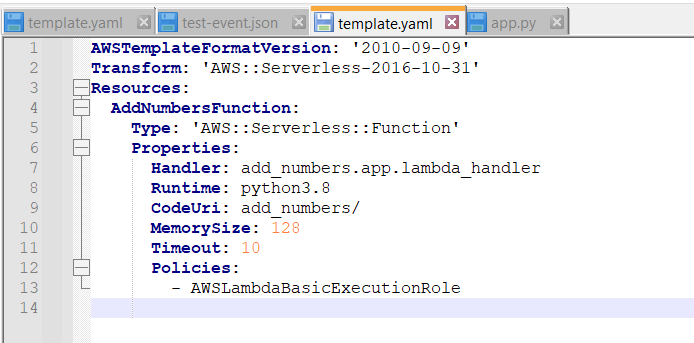 template.yaml test-event.json template.yaml app.py
1 AWSTemplateFormatVersion: '2010-09-09'
2 Transform: 'AWS::Serverless-2016-10-31'
3 Resources:
4 AddNumbersFunction:
5 Type: 'AWS::Serverless::Function'
6 Properties:
7 Handler: add_numbers.app.lambda_handler
8 Runtime: python3.8
9 CodeUri: add_numbers/
10 MemorySize: 128
11 Timeout: 10
12 Policies:
13 - AWSLambdaBasicExecutionRole
14